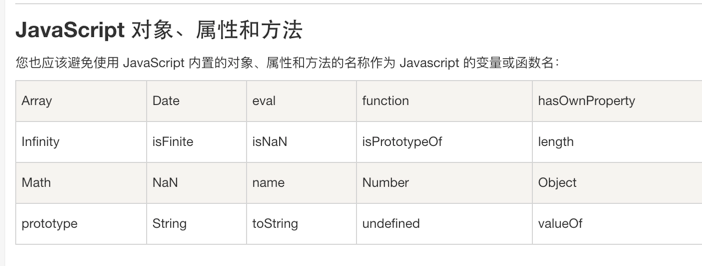 JavaScript 对象、属性和方法
您也应该避免使用 JavaScript 内置的对象、属性和方法的名称作为 Javascript 的变量或函数名：
Array Date eval function hasOwnProperty
Infinity isFinite isNaN isPrototypeOf length
Math NaN name Number Object
prototype String toString undefined valueOf